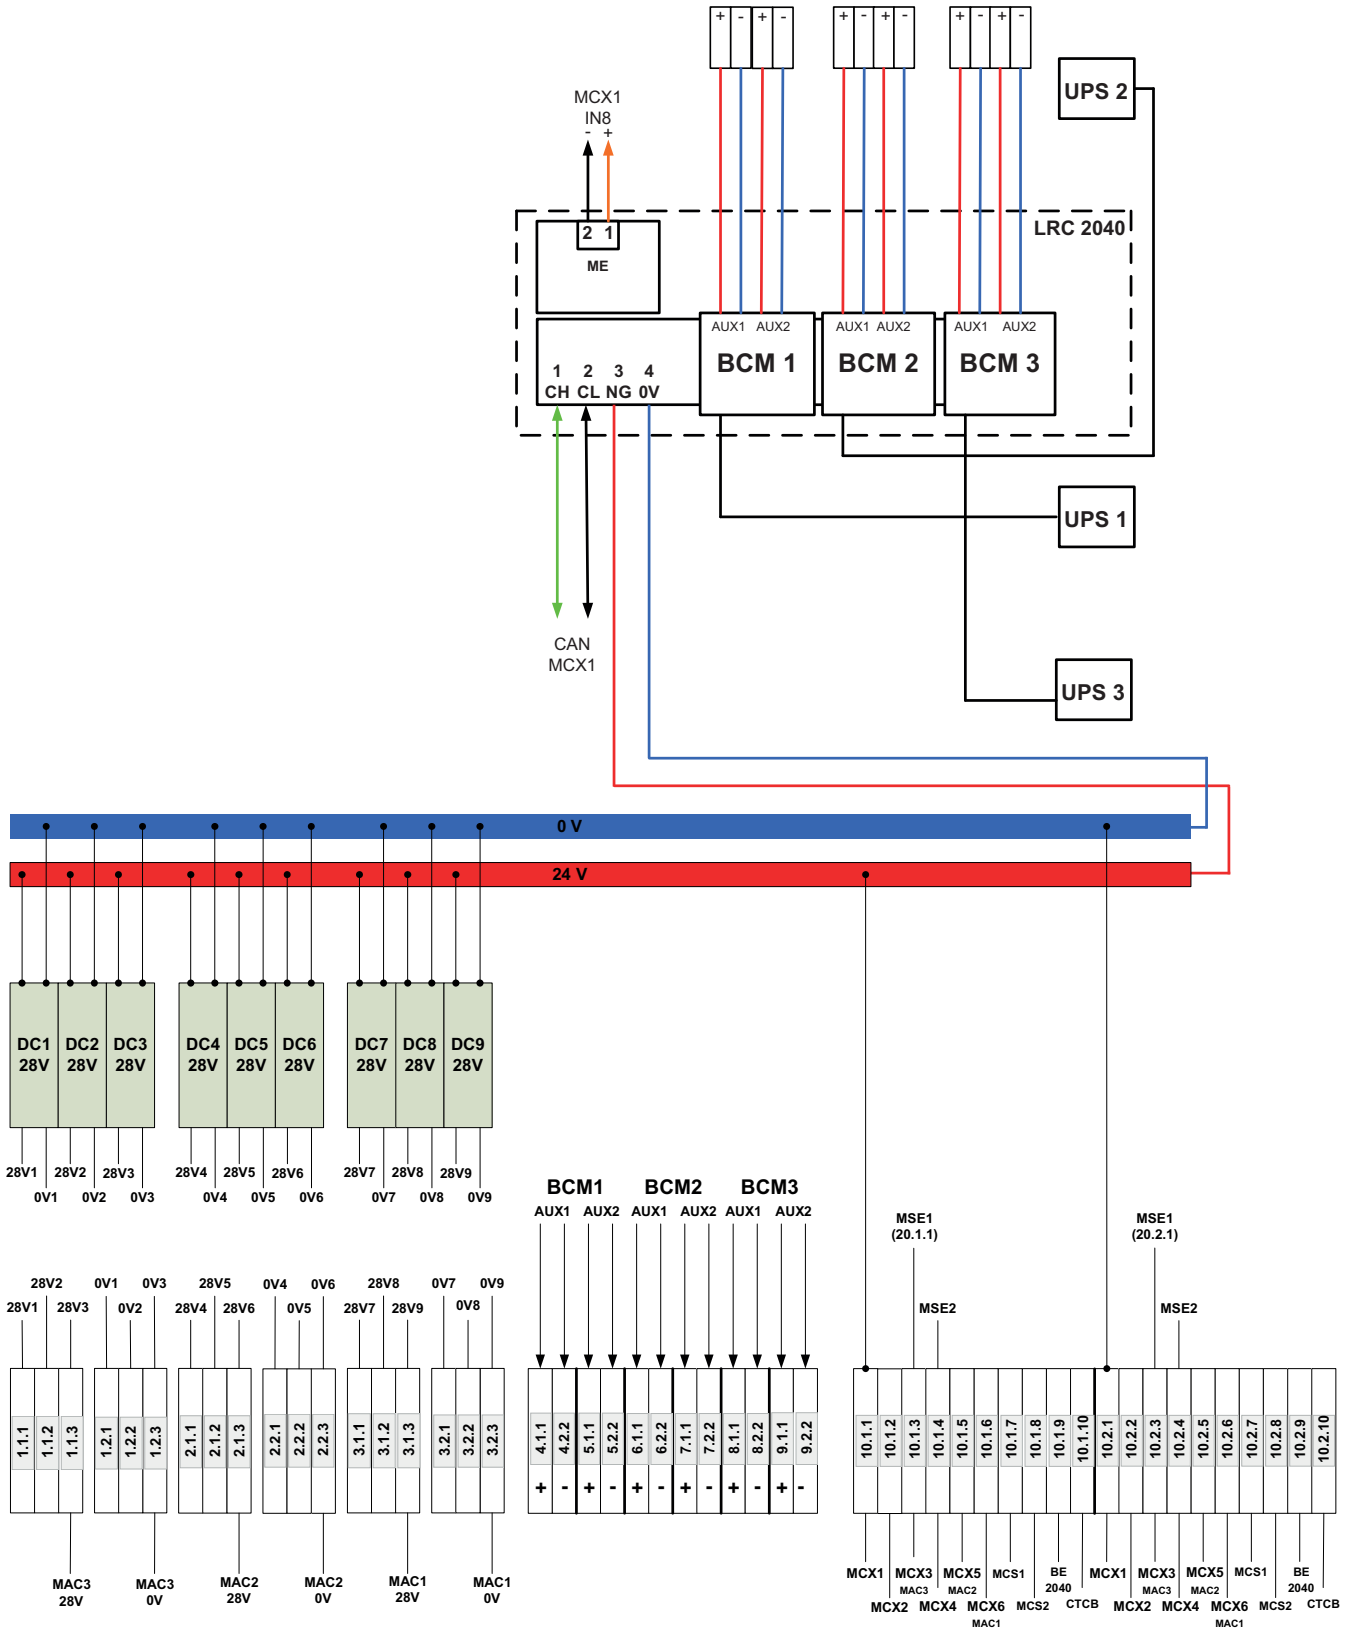 + - + - + - + - + - + -
UPS 2
MCX1
IN8
- +
LRC 2040
2 1
ME
AUX1 AUX2 AUX1 AUX2 AUX1 AUX2
BCM 1 BCM 2 BCM 3
1 2 3 4
CH CL NG 0V
UPS 1
CAN
MCX1
UPS 3
0 V
24 V
DC1 DC2 DC3 DC4 DC5 DC6 DC7 DC8 DC9
28V 28V 28V 28V 28V 28V 28V 28V 28V
28V1 28V2 28V3 28V4 28V5 28V6 28V7 28V8 28V9
0V1 0V2 0V3 0V4 0V5 0V6 0V7 0V8 0V9
BCM1 BCM2 BCM3
AUX1 AUX2 AUX1 AUX2 AUX1 AUX2
MSE1
(20.1.1)
MSE1
(20.2.1)
28V2 0V1 0V3 28V5 0V4 0V6 28V8 0V7 0V9
28V1 28V3 0V2 28V4 28V6 0V5 28V7 28V9 0V8
MSE2 MSE2
1.1.1 1.1.2 1.1.3 1.2.1 1.2.2 1.2.3 2.1.1 2.1.2 2.1.3 2.2.1 2.2.2 2.2.3 3.1.1 3.1.2 3.1.3 3.2.1 3.2.2 3.2.3
4.1.1 4.2.2 5.1.1 5.2.2 6.1.1 6.2.2 7.1.1 7.2.2 8.1.1 8.2.2 9.1.1 9.2.2
10.1.1 10.1.2 10.1.3 10.1.4 10.1.5 10.1.6 10.1.7 10.1.8 10.1.9 10.1.10 10.2.1 10.2.2 10.2.3 10.2.4 10.2.5 10.2.6 10.2.7 10.2.8 10.2.9 10.2.10
+ - + - + - + - + - + -
MAC3
28V
MAC3
0V
MAC2
28V
MAC2
0V
MAC1
28V
MAC1
0V
MCX1 MCX3 MCX5 MCS1 BE MCX1 MCX3 MCX5 MCS1 BE
MAC3 MAC2 2040 MAC3 MAC2 2040
MCX2 MCX4 MCX6 MCS2 CTCB MCX2 MCX4 MCX6 MCS2 CTCB
MAC1 MAC1